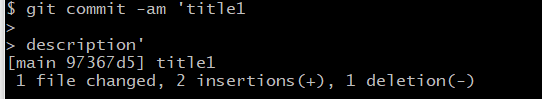 $ git commit -am 'title1
>
> description'
[main 97367d5] title1
1 file changed, 2 insertions(+), 1 deletion(-)